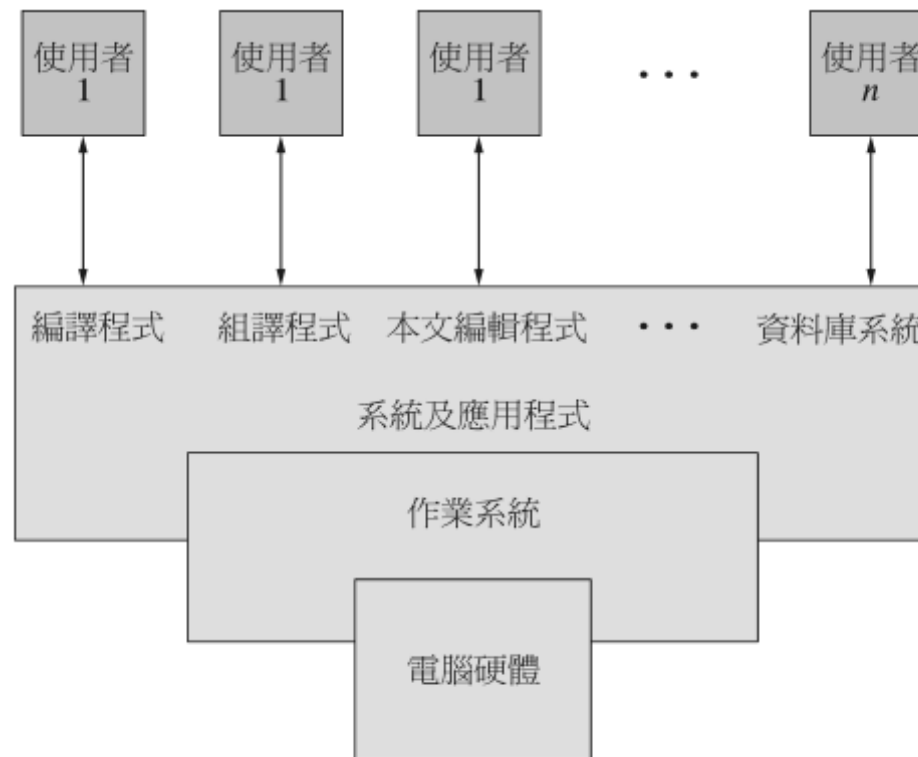 使用者 使用者 使用者 使用者
1 1 1 ... n
編譯程式 組譯程式 本文編輯程式 ... 資料庫系統
系統及應用程式
作業系統
電腦硬體